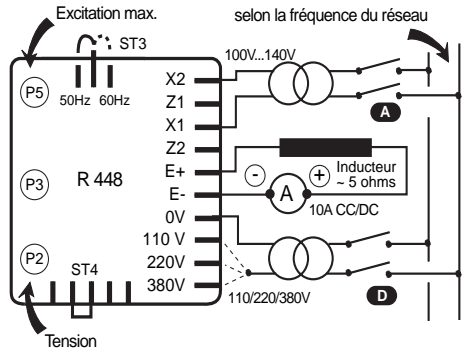 Excitation max.
selon la fréquence du réseau
ST3
100V...140V
50Hz 60Hz
P5
X2
Z1
X1
A
Z2
P3
R 448
E+
E-
- A +
Inducteur
~ 5 ohms
10A CC/DC
0V
110 V
220V
380V
P2
ST4
110/220/380V
D
Tension